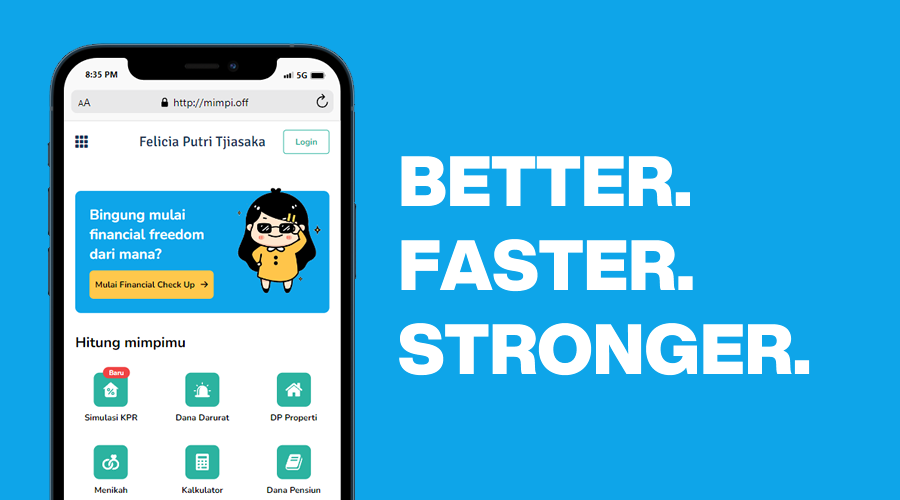 8:35 PM
5G
AA
http://mimpi.off
Felicia Putri Tjiasaka
Login
Bingung mulai
financial freedom
dari mana?
Mulai Financial Check Up →
Hitung mimpimu
Baru
Simulasi KPR
Dana Darurat
DP Properti
Menikah
Kalkulator
Dana Pensiun
BETTER.
FASTER.
STRONGER.